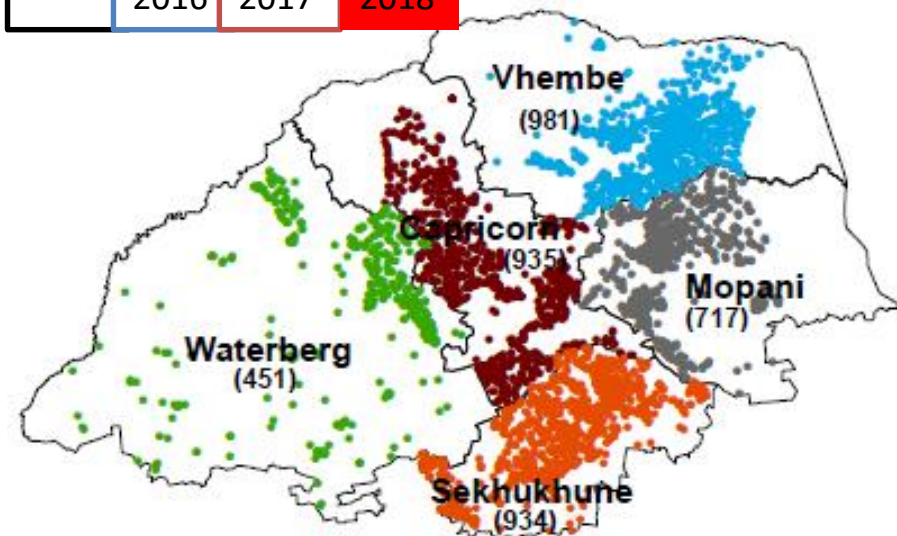 2016 2017 2018
Vhembe
(981)
Capricorn
(935)
Mopani
(717)
Waterberg
(451)
Sekhukhune
(934)